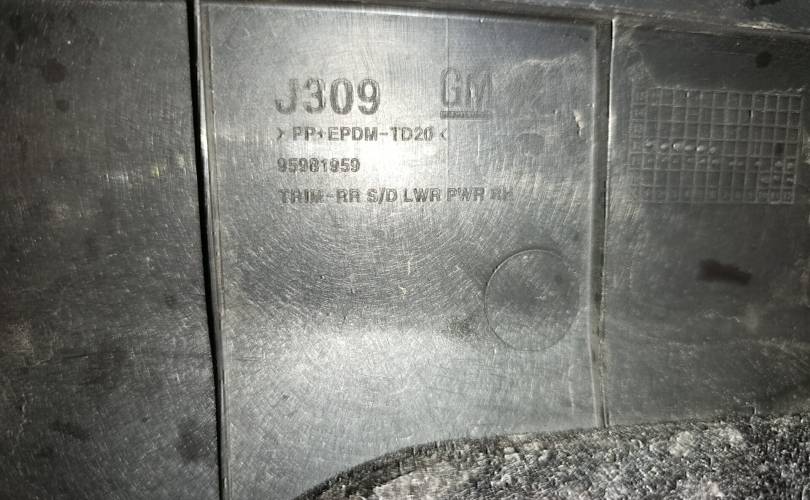 J309 GM
>PP+EPDM-TD20<
95981959
TRIM-RR S/D LWR PWR RH